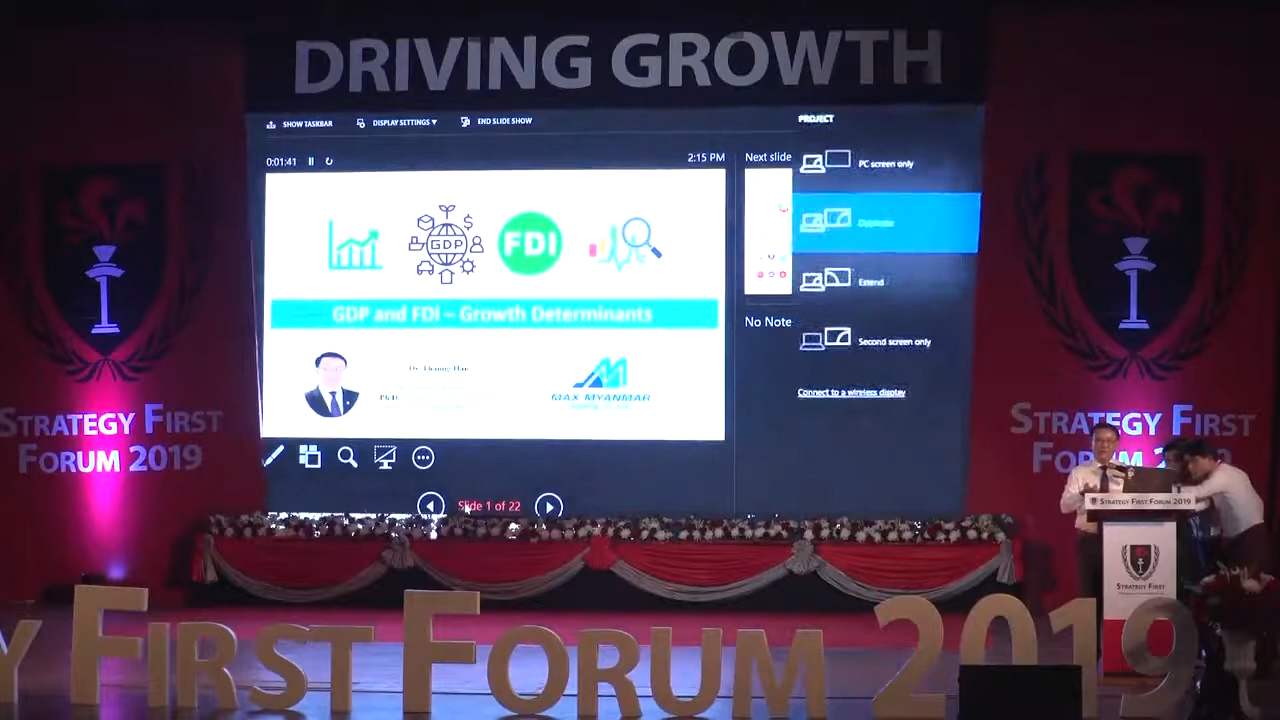 DRIVING GROWTH
SHOW TASKBAR
DISPLAY SETTINGS
END SLIDE SHOW
PROJECT
0:01:41
2:15 PM
Next slide
PC screen only
Duplicate
Extend
Second screen only
Connect to a wireless display
No Note
GDP
FDI
GDP and FDI – Growth Determinants
MAX MYANMAR
Slide 1 of 22
STRATEGY FIRST
FORUM 2019
STRATEGY FIRST
FORUM 2019
STRATEGY FIRST FORUM 2019
STRATEGY FIRST
Y FIRST FORUM 2019